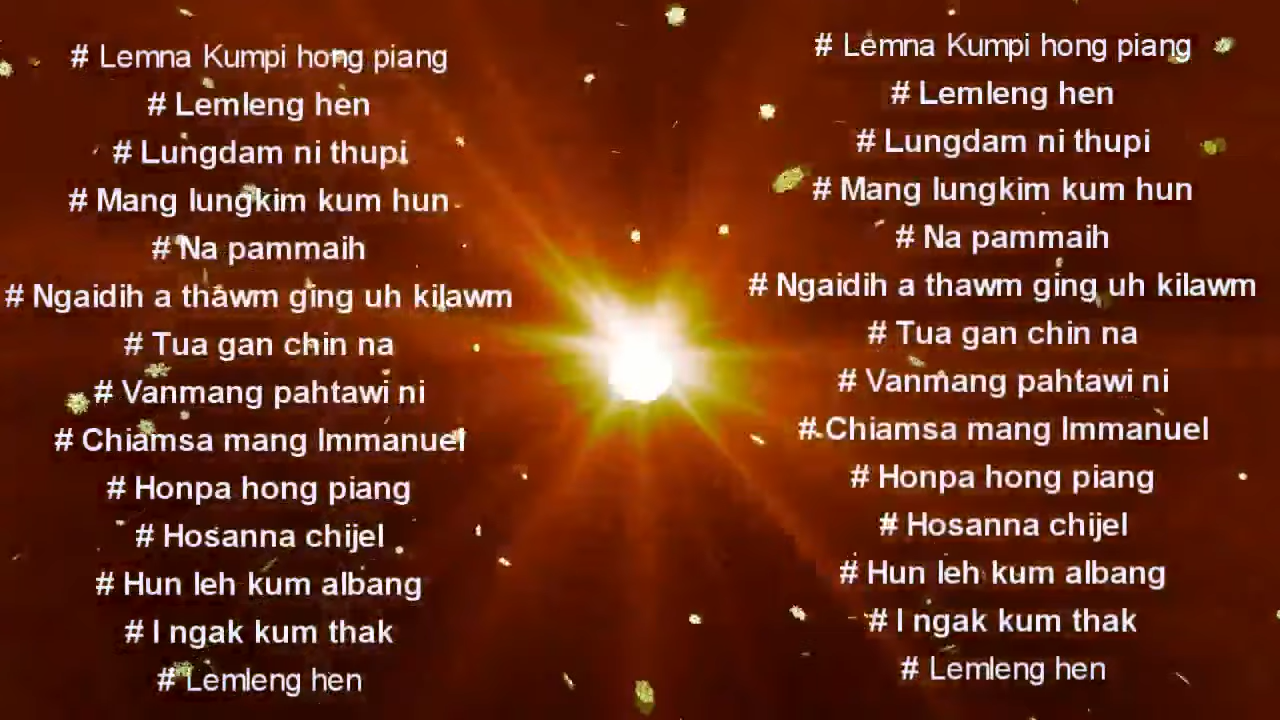 # Lemna Kumpi hong piang
# Lemleng hen
# Lungdam ni thupi
# Mang lungkim kum hun
# Na pammaih
# Ngaidih a thawm ging uh kilawm
# Tua gan chin na
# Vanmang pahtawi ni
# Chiamsa mang Immanuel
# Honpa hong piang
# Hosanna chijel
# Hun leh kum albang
# I ngak kum thak
# Lemleng hen
# Lemna Kumpi hong piang
# Lemleng hen
# Lungdam ni thupi
# Mang lungkim kum hun
# Na pammaih
# Ngaidih a thawm ging uh kilawm
# Tua gan chin na
# Vanmang pahtawi ni
# Chiamsa mang Immanuel
# Honpa hong piang
# Hosanna chijel
# Hun leh kum albang
# I ngak kum thak
# Lemleng hen